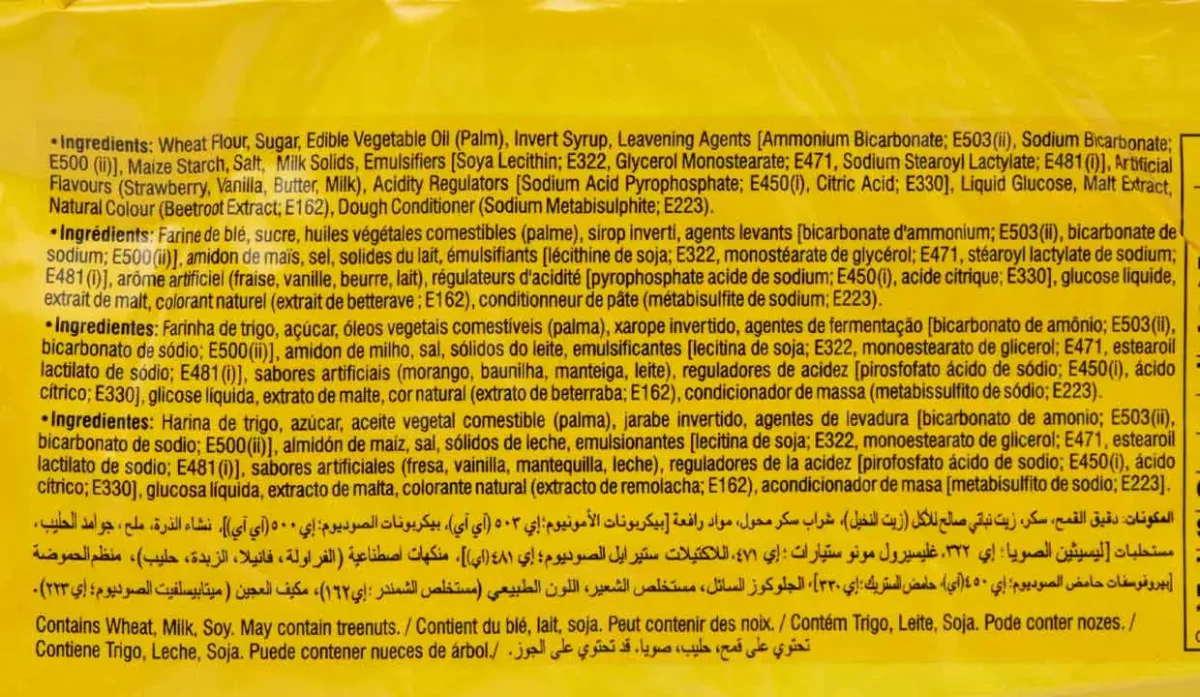 •Ingredients: Wheat Flour, Sugar, Edible Vegetable Oil (Palm), Invert Syrup, Leavening Agents [Ammonium Bicarbonate; E503(ii), Sodium Bicarbonate;
E500 (ii)], Maize Starch, Salt, Milk Solids, Emulsifiers [Soya Lecithin; E322, Glycerol Monostearate; E471, Sodium Stearoyl Lactylate; E481(i)], Artificial
Flavours (Strawberry, Vanilla, Butter, Milk), Acidity Regulators [Sodium Acid Pyrophosphate; E450(i), Citric Acid; E330], Liquid Glucose, Malt Extract,
Natural Colour (Beetroot Extract; E162), Dough Conditioner (Sodium Metabisulphite; E223).
•Ingrédients: Farine de blé, sucre, huiles végétales comestibles (palme), sirop inverti, agents levants [bicarbonate d'ammonium; E503(ii), bicarbonate de
sodium; E500(ii)], amidon de maïs, sel, solides du lait, émulsifiants [lécithine de soja; E322, monostéarate de glycérol; E471, stéaroyl lactylate de sodium;
E481(i)], arôme artificiel (fraise, vanille, beurre, lait), régulateurs d'acidité [pyrophosphate acide de sodium; E450(i), acide citrique; E330], glucose liquide,
extrait de malt, colorant naturel (extrait de betterave ; E162), conditionneur de pâte (métabisulfite de sodium; E223).
•Ingredientes: Farinha de trigo, açúcar, óleos vegetais comestíveis (palma), xarope invertido, agentes de fermentação [bicarbonato de amônio; E503(ii),
bicarbonato de sódio; E500(ii)], amidon de milho, sal, sólidos do leite, emulsificantes [lecitina de soja; E322, monoestearato de glicerol; E471, estearoil
lactilato de sódio; E481(i)], sabores artificiais (morango, baunilha, manteiga, leite), reguladores de acidez [pirosfato ácido de sódio; E450(i), ácido
cítrico; E330], glicose líquida, extrato de malte, cor natural (extrato de beterraba; E162), condicionador de massa (metabissulfito de sódio; E223).
•Ingredientes: Harina de trigo, azúcar, aceite vegetal comestible (palma), jarabe invertido, agentes de levadura [bicarbonato de amonio; E503(ii),
bicarbonato de sodio; E500(ii)], almidón de maíz, sal, sólidos de leche, emulsionantes [lecitina de soja; E322, monoestearato de glicerol; E471, estearoil
lactilato de sodio; E481(i)], sabores artificiales (fresa, vainilla, mantequilla, leche), reguladores de la acidez [pirofosfato ácido de sodio; E450(i), ácido
cítrico; E330], glucosa líquida, extracto de malta, colorante natural (extracto de remolacha; E162), acondicionador de masa [metabisulfito de sodio; E223].
المكونات: دقيق القمح، سكر، زيت نباتي صالح للأكل (زيت النخيل)، شراب سكر محول، مواد رافعة [بيكربونات الأمونيوم؛ إي ٥٠٣ (أي أي)، بيكربونات الصوديوم؛ إي ٥٠٠ (أي آي)]، نشاء الذرة، ملح، جوامد الحليب،
مستحلبات [ليسيثين الصويا؛ إي ٣٢٢، غليسيرول مونو ستيارات ؛ إي ٤٧١، اللاكتيلات ستيرايل الصوديوم؛ إي ٤٨١ (اي)]، منكهات اصطناعية (الفراولة، فانيلا، الزبدة، حليب)، منظم الحموضة
[بيروفوسفات حامض الصوديوم؛ إي ٤٥٠ (أي)، حامض الستريك؛ إي ٣٣٠]، الجلوكوز السائل، مستخلص الشعير، اللون الطبيعي (مستخلص الشمندر ؛ إي ١٦٢)، مكيف العجين (ميتابيسلفيت الصوديوم؛ إي ٢٢٣).
Contains Wheat, Milk, Soy. May contain treenuts. / Contient du blé, lait, soja. Peut contenir des noix. / Contém Trigo, Leite, Soja. Pode conter nozes. /
Contiene Trigo, Leche, Soja. Puede contener nueces de árbol./ تحتوي على قمح، حليب، صويا. قد تحتوي على الجوز.